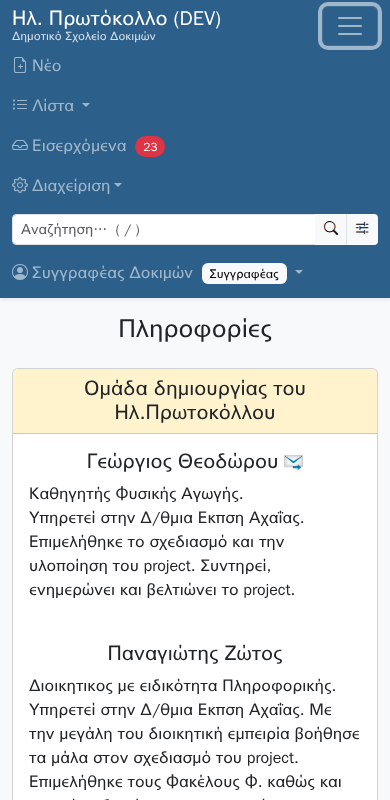 Ηλ. Πρωτόκολλο (DEV)
Δημοτικό Σχολείο Δοκιμών
Νέο
Λίστα
Εισερχόμενα 23
Διαχείριση
Αναζήτηση… ( / )
Συγγραφέας Δοκιμών Συγγραφέας
Πληροφορίες
Ομάδα δημιουργίας του
Ηλ.Πρωτοκόλλου
Γεώργιος Θεοδώρου
Καθηγητής Φυσικής Αγωγής.
Υπηρετεί στην Δ/θμια Εκπση Αχαΐας.
Επιμελήθηκε το σχεδιασμό και την
υλοποίηση του project. Συντηρεί,
ενημερώνει και βελτιώνει το project.
Παναγιώτης Ζώτος
Διοικητικος με ειδικότητα Πληροφορικής.
Υπηρετεί στην Δ/θμια Εκπση Αχαΐας. Με
την μεγάλη του διοικητική εμπειρία βοήθησε
τα μάλα στον σχεδιασμό του project.
Επιμελήθηκε τους Φακέλους Φ. καθώς και